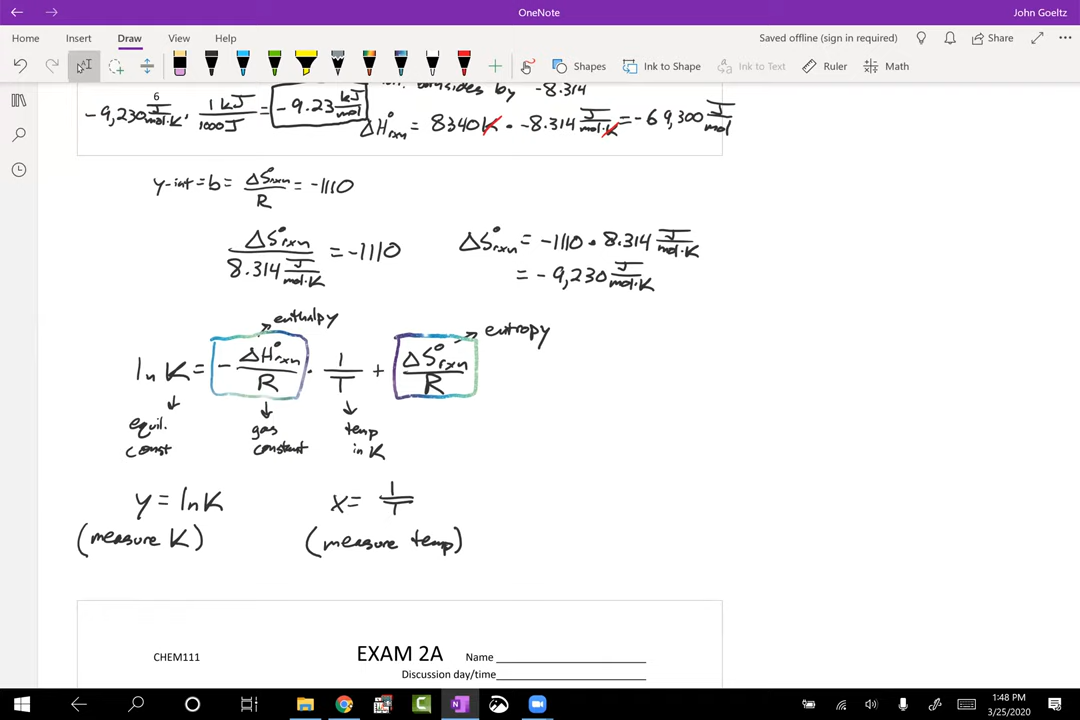 OneNote
John Goeltz
Home Insert Draw View Help
Saved offline (sign in required) Share
Shapes Ink to Shape Ink to Text Ruler Math
by -8.314
-9,230 6 J/mol·K · 1 kJ/1000 J = -9.23 kJ/mol
ΔH°rxn = 8340 K · -8.314 J/mol·K = -69,300 J/mol
y-int = b = ΔS°rxn/R = -1110
ΔS°rxn/8.314 J/mol·K = -1110
ΔS°rxn = -1110 · 8.314 J/mol·K
= -9,230 J/mol·K
enthalpy
entropy
ln K = -ΔH°rxn/R · 1/T + ΔS°rxn/R
equil. const
gas constant
temp in K
y = ln K
x = 1/T
(measure K)
(measure temp)
CHEM111
EXAM 2A
Name
Discussion day/time
1:48 PM
3/25/2020